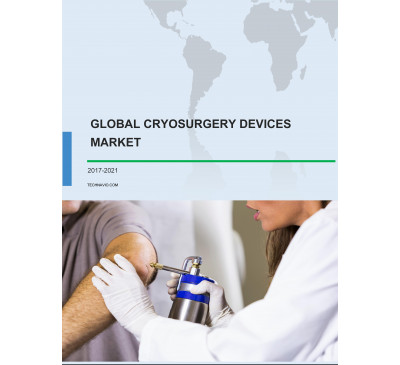 GLOBAL CRYOSURGERY DEVICES
MARKET
2017-2021
TECHNAVIO.COM